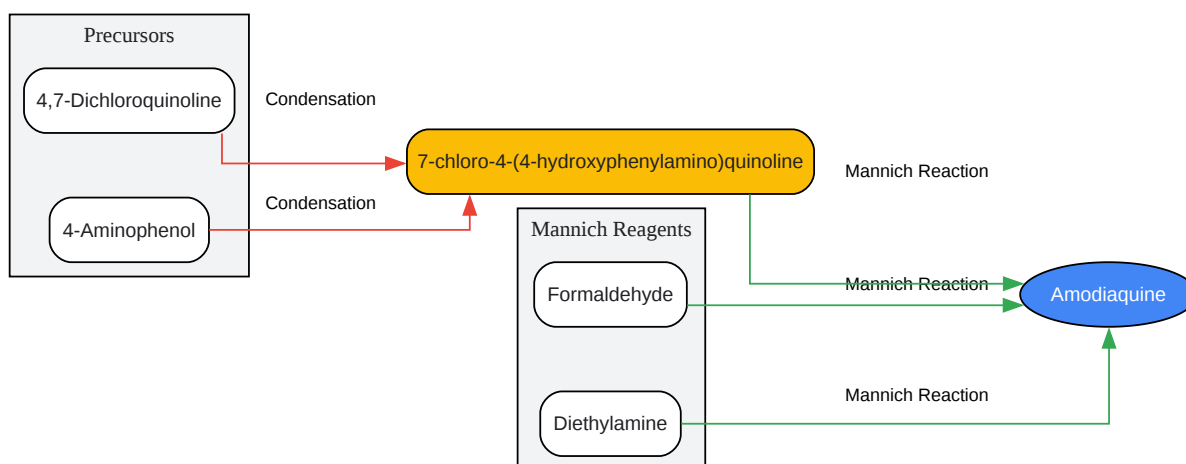 Precursors
4,7-Dichloroquinoline
Condensation
7-chloro-4-(4-hydroxyphenylamino)quinoline
Mannich Reaction
4-Aminophenol
Condensation
Mannich Reagents
Formaldehyde
Mannich Reaction
Amodiaquine
Diethylamine
Mannich Reaction